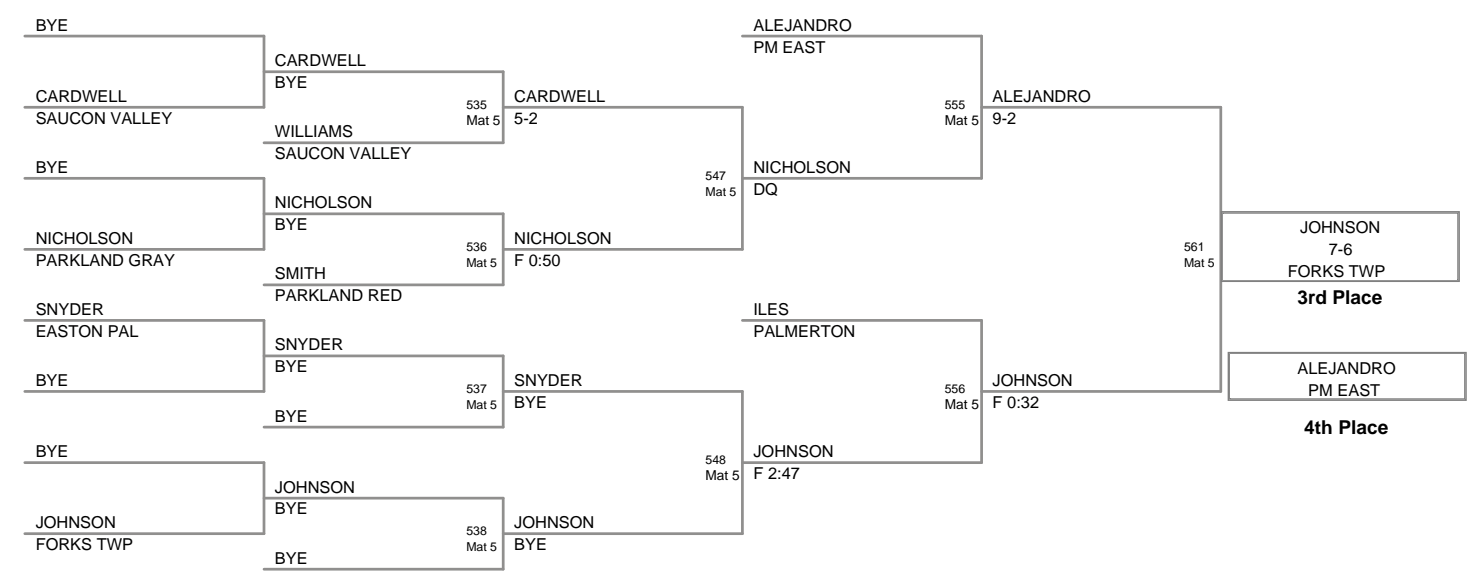 BYE
CARDWELL
BYE
CARDWELL
SAUCON VALLEY
535
Mat 5
CARDWELL
5-2
WILLIAMS
SAUCON VALLEY
BYE
NICHOLSON
BYE
NICHOLSON
PARKLAND GRAY
536
Mat 5
NICHOLSON
F 0:50
SMITH
PARKLAND RED
547
Mat 5
NICHOLSON
DQ
SNYDER
EASTON PAL
SNYDER
BYE
BYE
537
Mat 5
SNYDER
BYE
BYE
BYE
JOHNSON
BYE
JOHNSON
FORKS TWP
538
Mat 5
JOHNSON
BYE
BYE
548
Mat 5
JOHNSON
F 2:47
ALEJANDRO
PM EAST
555
Mat 5
ALEJANDRO
9-2
ILES
PALMERTON
556
Mat 5
JOHNSON
F 0:32
561
Mat 5
JOHNSON
7-6
FORKS TWP
3rd Place
ALEJANDRO
PM EAST
4th Place